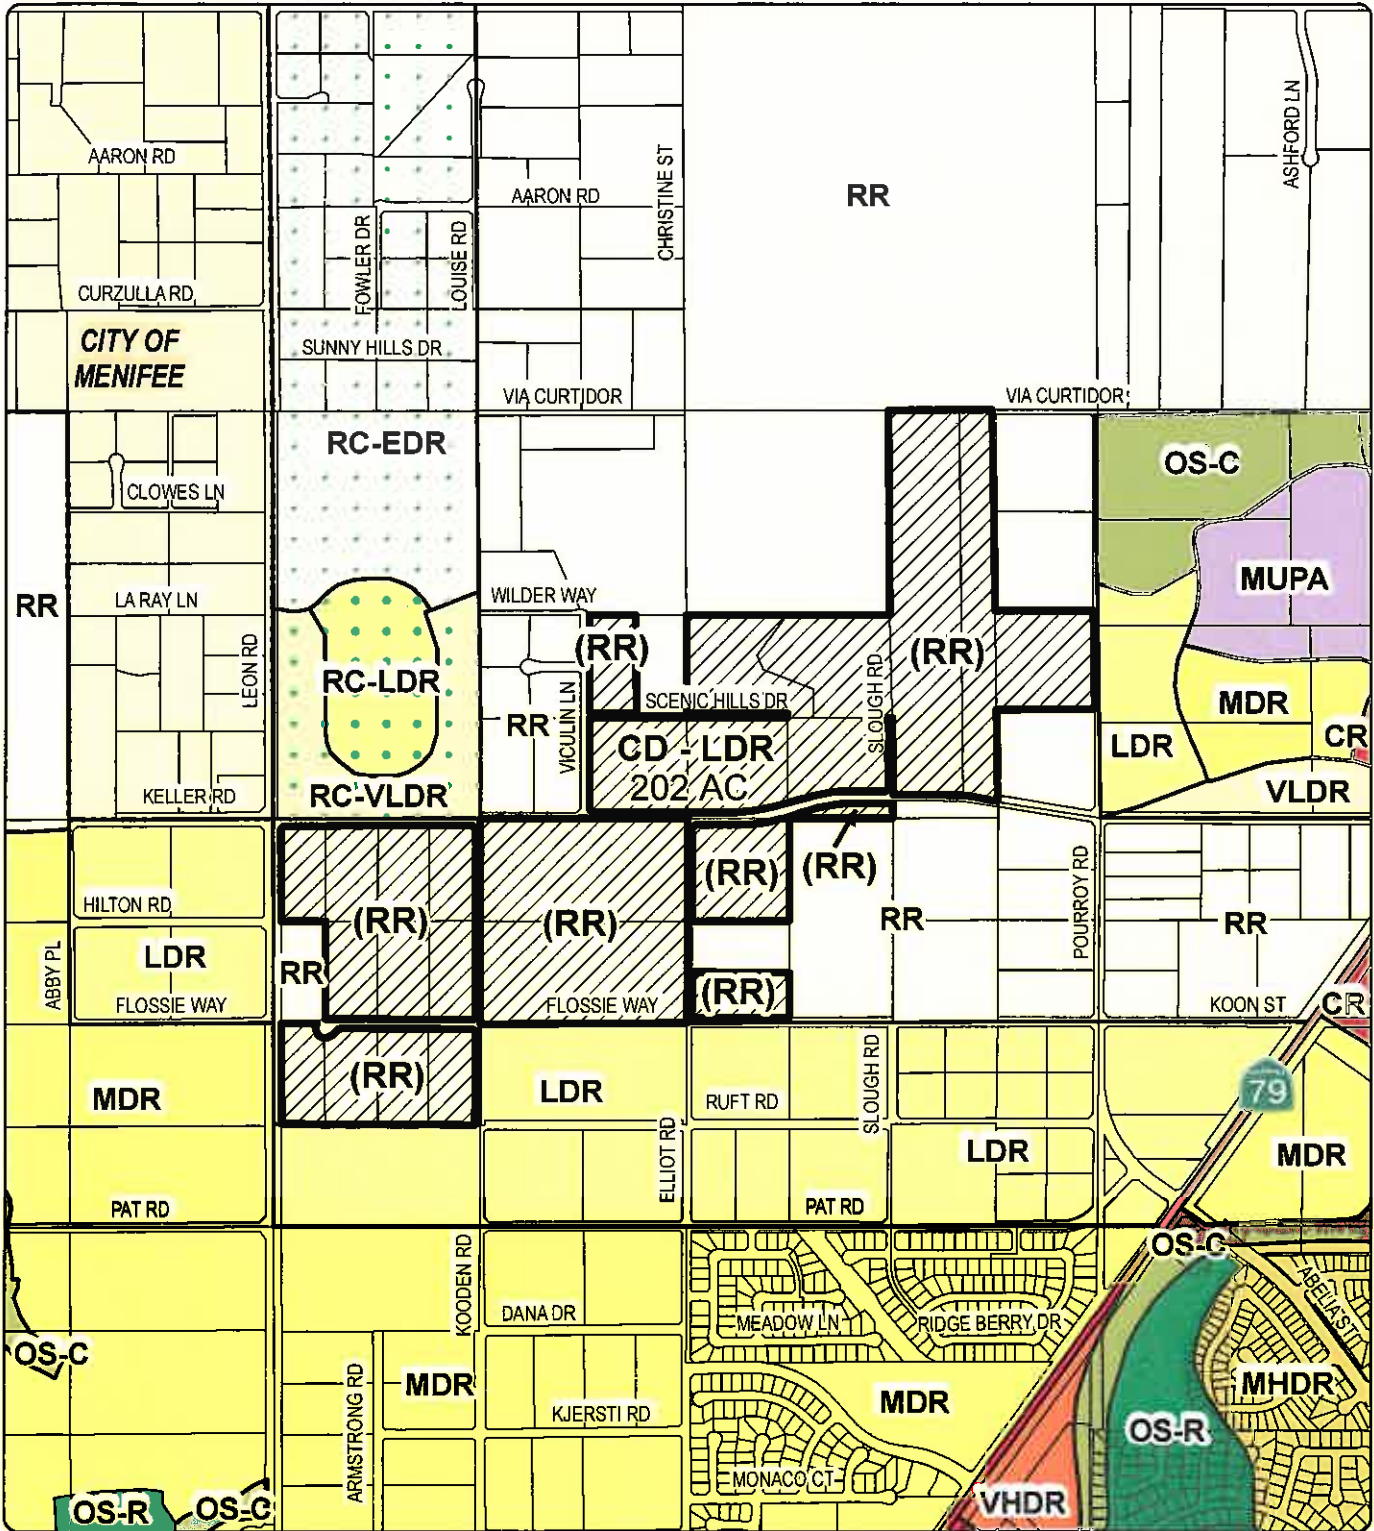 ASHFORD LN
AARON RD
AARON RD
CHRISTINE ST
RR
FOWLER DR
LOUISE RD
CURZULLA RD
CITY OF
MENIFEE
SUNNY HILLS DR
VIA CURTIDOR
VIA CURTIDOR
RC-EDR
OS-C
CLOWES LN
MUPA
RR
LA RAY LN
WILDER WAY
(RR)
(RR)
LEON RD
RC-LDR
SCENIC HILLS DR
SLOUGH RD
MDR
RR
VICULIN LN
CD - LDR
202 AC
LDR
CR
KELLER RD
RC-VLDR
VLDR
(RR)
(RR)
POURROY RD
HILTON RD
(RR)
(RR)
RR
RR
LDR
ABBY PL
RR
FLOSSIE WAY
FLOSSIE WAY
(RR)
KOON ST
CR
MDR
(RR)
LDR
RUFT RD
SLOUGH RD
79
ELLIOT RD
LDR
MDR
PAT RD
PAT RD
OS-C
KOODEN RD
DANA DR
MEADOW LN
RIDGE BERRY DR
ABELIA ST
OS-C
ARMSTRONG RD
MDR
KJERSTI RD
MDR
MHDR
OS-R
MONACO CT
OS-R
OS-C
VHDR